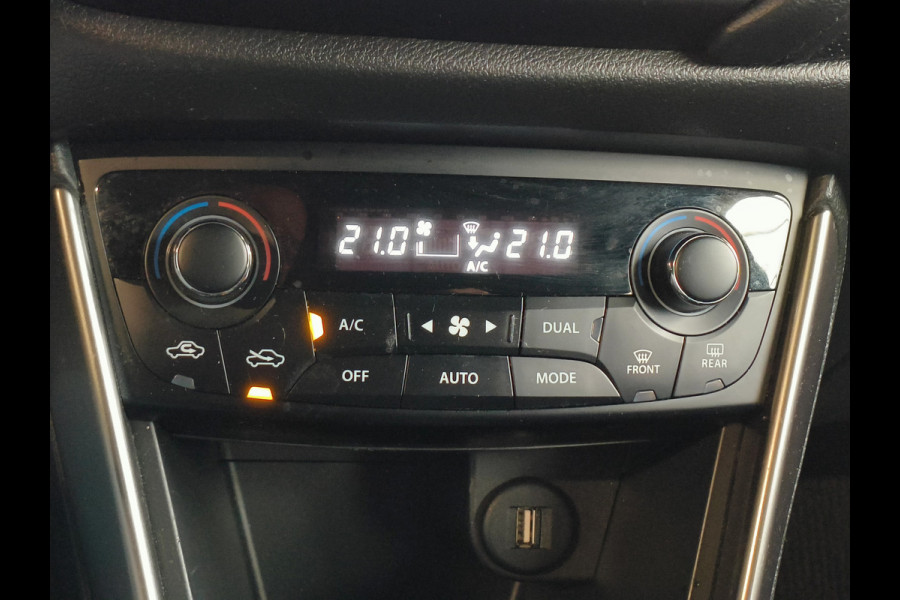 21.0 21.0
A/C
A/C DUAL
FRONT REAR
OFF AUTO MODE